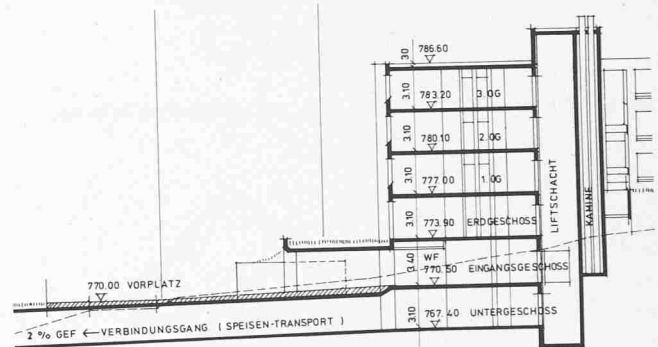 30
786.60
3.10
783.20
3.OG
3.10
780.10
2.OG
3.10
777.00
1.OG
3.10
773.90 ERDGESCHOSS
LIFTSCHACHT
KAMINE
3.40
WF
770.50 EINGANGSGESCHOSS
770.00 VORPLATZ
3.10
767.40 UNTERGESCHOSS
2 % GEF ← VERBINDUNGSGANG ( SPEISEN-TRANSPORT )